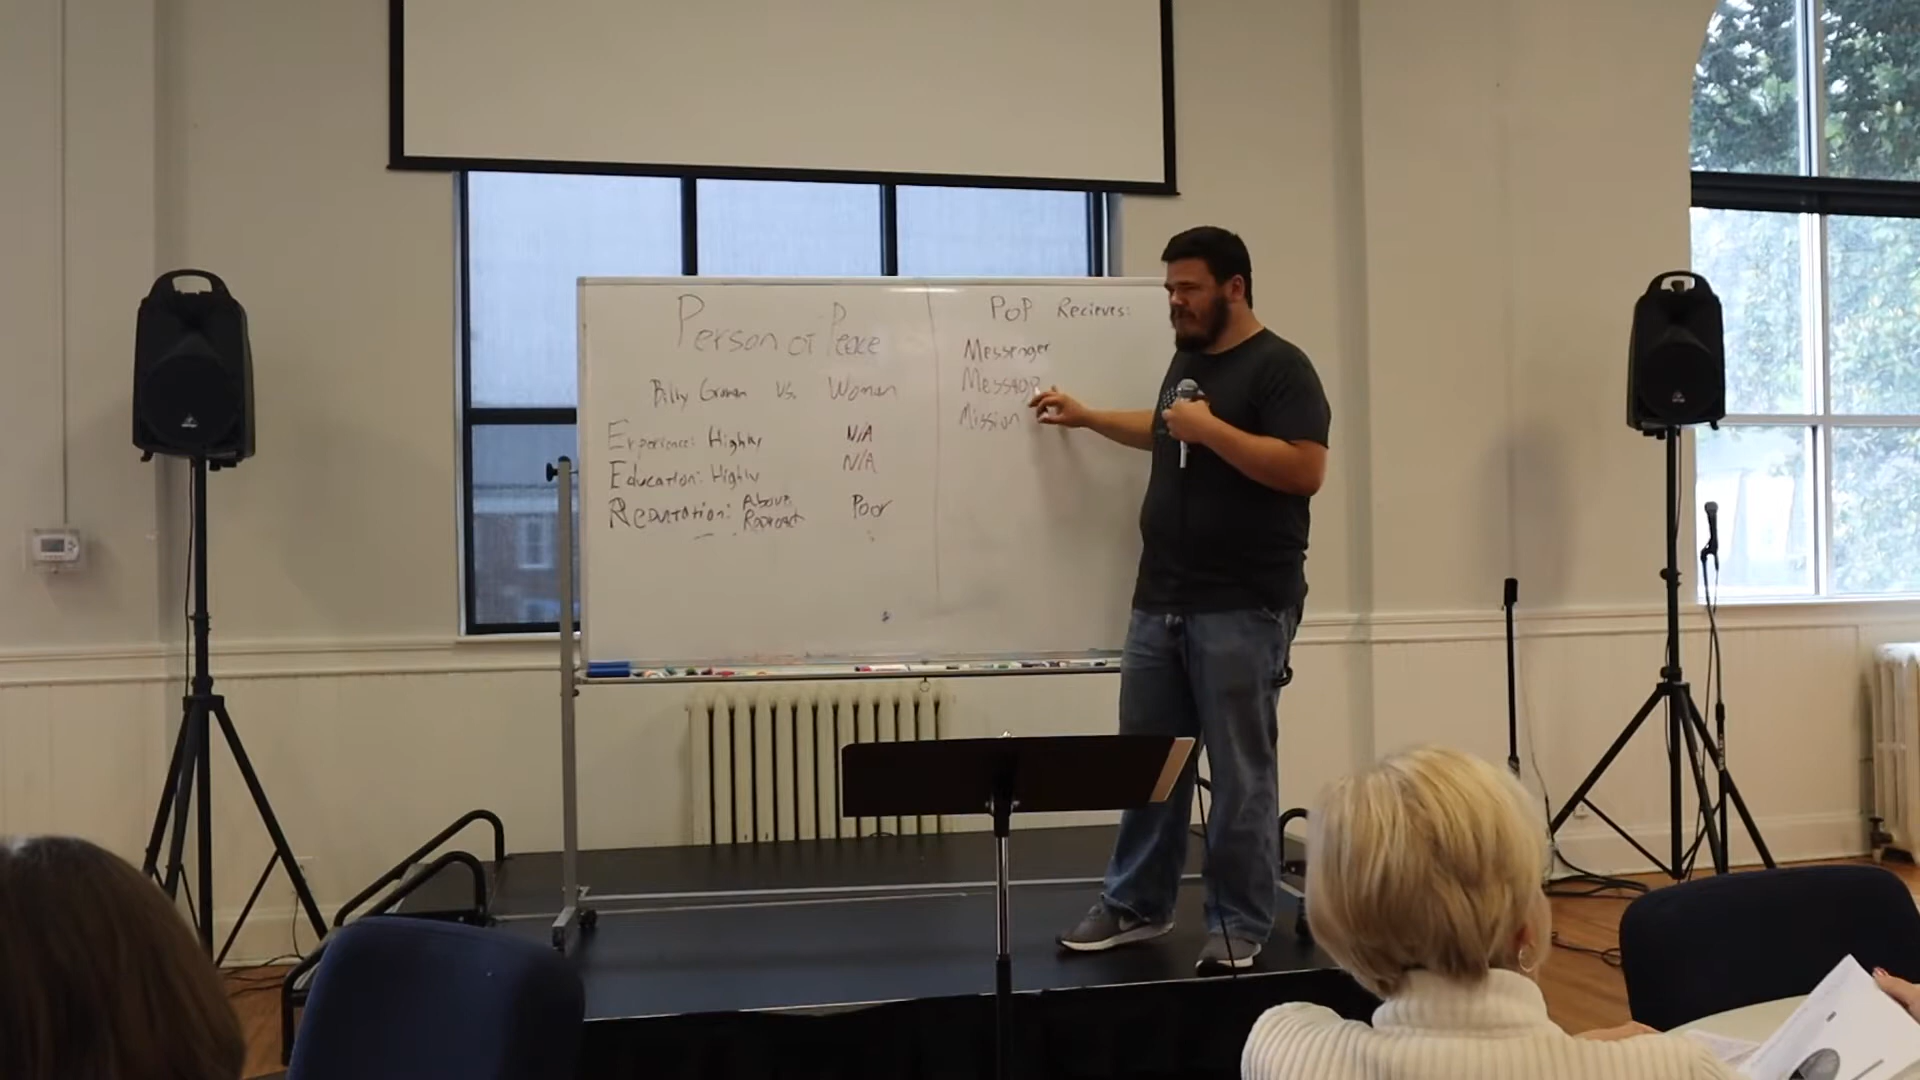 Person of Peace
Billy Graham vs. Woman
Experience: Highly N/A
Education: Highly N/A
Reputation: Above Reproach Poor
PoP Recieves:
Messenger
Message
Mission